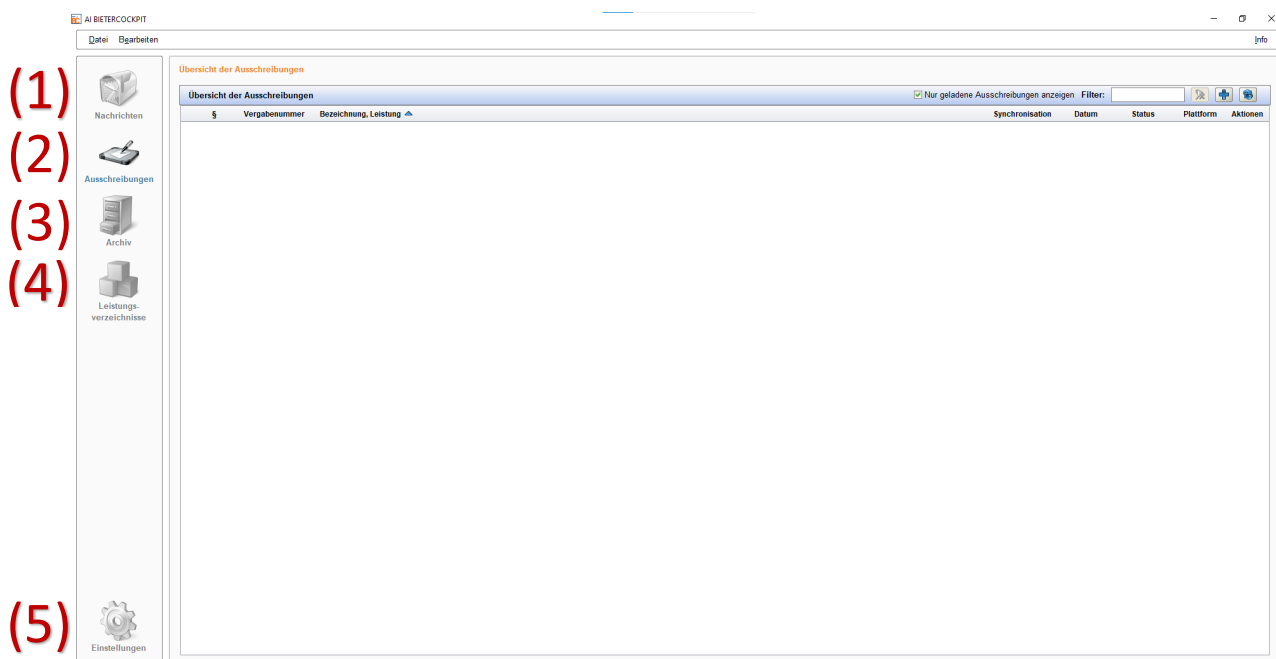 AI BIETERCOCKPIT
Datei Bearbeiten Info
(1)
Nachrichten
(2)
Ausschreibungen
(3)
Archiv
(4)
Leistungs-
verzeichnisse
(5)
Einstellungen
Übersicht der Ausschreibungen
Übersicht der Ausschreibungen Nur geladene Ausschreibungen anzeigen Filter:
§ Vergabenummer Bezeichnung, Leistung Synchronisation Datum Status Plattform Aktionen